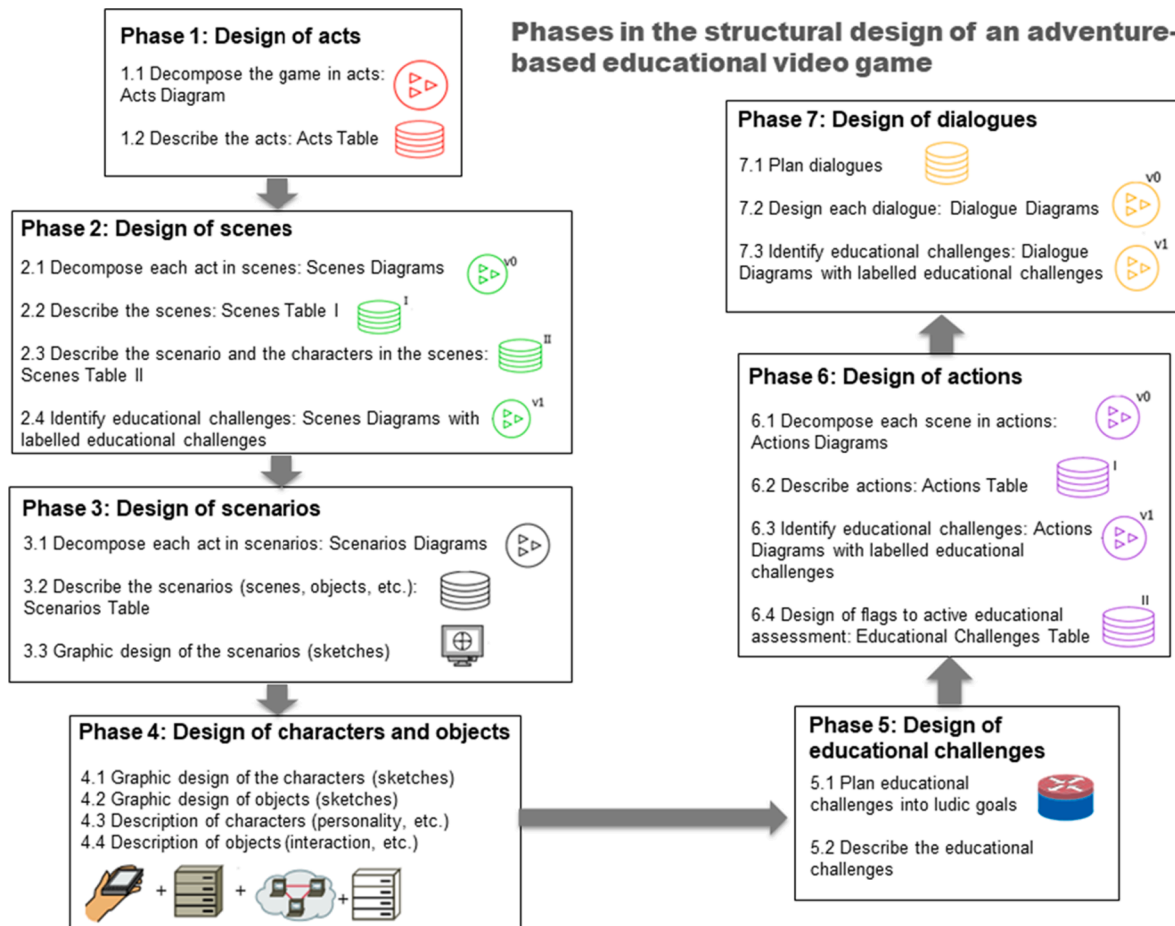 Phases in the structural design of an adventure-
based educational video game
Phase 1: Design of acts
1.1 Decompose the game in acts:
Acts Diagram
1.2 Describe the acts: Acts Table
Phase 2: Design of scenes
2.1 Decompose each act in scenes: Scenes Diagrams
v0
2.2 Describe the scenes: Scenes Table I
I
2.3 Describe the scenario and the characters in the scenes:
Scenes Table II
II
2.4 Identify educational challenges: Scenes Diagrams with
labelled educational challenges
v1
Phase 3: Design of scenarios
3.1 Decompose each act in scenarios: Scenarios Diagrams
3.2 Describe the scenarios (scenes, objects, etc.):
Scenarios Table
3.3 Graphic design of the scenarios (sketches)
Phase 4: Design of characters and objects
4.1 Graphic design of the characters (sketches)
4.2 Graphic design of objects (sketches)
4.3 Description of characters (personality, etc.)
4.4 Description of objects (interaction, etc.)
+ + +
Phase 5: Design of
educational challenges
5.1 Plan educational
challenges into ludic goals
5.2 Describe the educational
challenges
Phase 6: Design of actions
6.1 Decompose each scene in actions:
Actions Diagrams
v0
6.2 Describe actions: Actions Table
I
6.3 Identify educational challenges: Actions
Diagrams with labelled educational
challenges
v1
6.4 Design of flags to active educational
assessment: Educational Challenges Table
II
Phase 7: Design of dialogues
7.1 Plan dialogues
7.2 Design each dialogue: Dialogue Diagrams
v0
7.3 Identify educational challenges: Dialogue
Diagrams with labelled educational challenges
v1